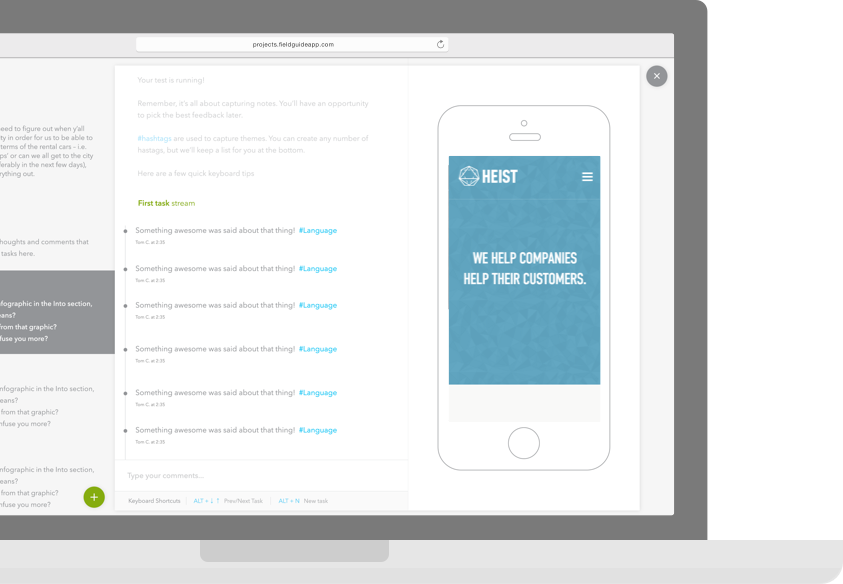 projects.fieldguideapp.com
eed to figure out when y'all
ty in order for us to be able to
terms of the rental cars – i.e.
ps' or can we all get to the city
ferably in the next few days),
rything out.
houghts and comments that
tasks here.
nfographic in the Into section,
eans?
from that graphic?
nfuse you more?
nfographic in the Into section,
eans?
from that graphic?
nfuse you more?
nfographic in the Into section,
eans?
from that graphic?
nfuse you more?
Your test is running!
Remember, it's all about capturing notes. You'll have an opportunity
to pick the best feedback later.
#hashtags are used to capture themes. You can create any number of
hastags, but we'll keep a list for you at the bottom
Here are a few quick keyboard tips
First task stream
Something awesome was said about that thing! #Language
Tom C. at 2:35
Something awesome was said about that thing! #Language
Tom C. at 2:35
Something awesome was said about that thing! #Language
Tom C. at 2:35
Something awesome was said about that thing! #Language
Tom C. at 2:35
Something awesome was said about that thing! #Language
Tom C. at 2:35
Something awesome was said about that thing! #Language
Tom C. at 2:35
Type your comments...
Keyboard Shortcuts ALT + ↓ ↑ Prev/Next Task ALT + N New task
HEIST
WE HELP COMPANIES
HELP THEIR CUSTOMERS.